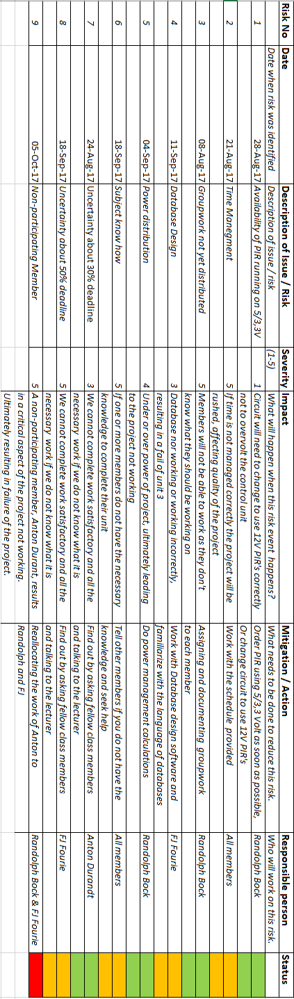 Risk No Date Description of Issue / Risk Severity Impact Mitigation / Action Responsible person Status
Date when risk was identified Description of issue / risk (1-5) What will happen when this risk event happens? What needs to be done to reduce this risk. Who will work on this risk.
1 28-Aug-17 Availability of PIR running on 5/3,3V 1 Circuit will need to change to use 12V PIR's correctly Order PIR using 5/3,3 Volt as soon as possible, Randolph Bock
not to overvolt the control unit Or change circuit to use 12V PIR's
2 21-Aug-17 Time Manegment 5 If time is not managed correctly the project will be Work with the schedule provided All members
rushed, affecting quality of the project
3 08-Aug-17 Groupwork not yet distributed 5 Members will not be able to work as they don't Assigning and documenting groupwork Randolph Bock
know what they should be working on to each member
4 11-Sep-17 Database Design 3 Database nor working or working incorrectly, Work with Database design software and FJ Fourie
resulting in a fail of unit 3 familiarize with the language of databases
5 04-Sep-17 Power distribution 4 Under or over power of project, ultimately leading Do power management calculations Randolph Bock
to the project not working
6 18-Sep-17 Subject know how 5 If one or more members do not have the necessary Tell other members if you do not have the All members
knowledge to complete their unit knowledge and seek help
7 24-Aug-17 Uncertainty about 30% deadline 3 We cannot complete work satisfactory and all the Find out by asking fellow class members Anton Durandt
necessary work if we do not know what it is and talking to the lecturer
8 18-Sep-17 Uncertainty about 50% deadline 5 We cannot complete work satisfactory and all the Find out by asking fellow class members FJ Fourie
necessary work if we do not know what it is and talking to the lecturer
9 05-Oct-17 Non-participating Member 5 A non-participating member, Anton Durant, results Reallocating the work of Anton to Randolph Bock & FJ Fourie
in a critical aspect of the project not working. Randolph and FJ
Ultimately resulting in failure of the project.